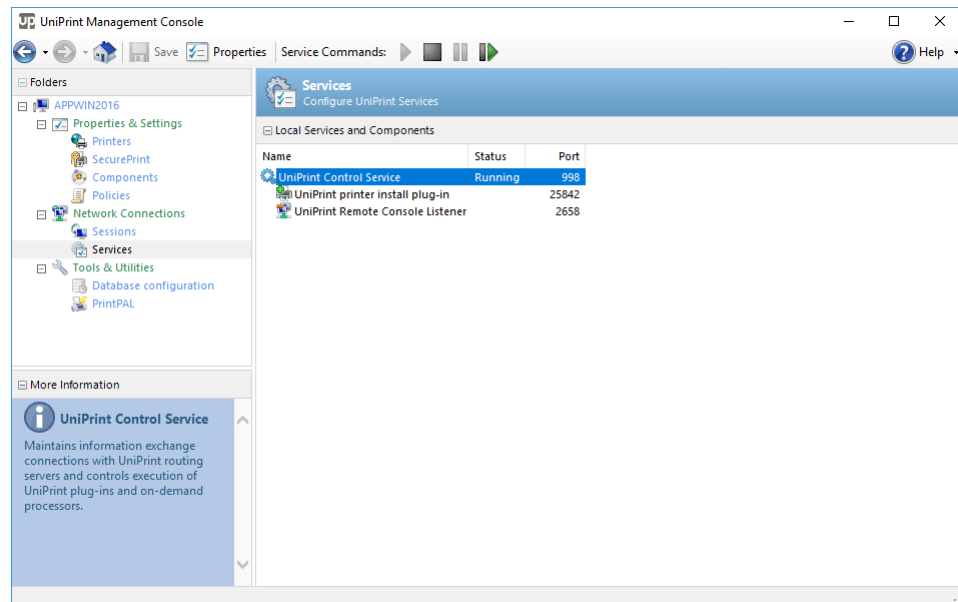 UniPrint Management Console
Save Properties Service Commands: Help
Folders
APPWIN2016
Properties & Settings
Printers
SecurePrint
Components
Policies
Network Connections
Sessions
Services
Tools & Utilities
Database configuration
PrintPAL
More Information
UniPrint Control Service
Maintains information exchange
connections with UniPrint routing
servers and controls execution of
UniPrint plug-ins and on-demand
processors.
Services
Configure UniPrint Services
Local Services and Components
Name Status Port
UniPrint Control Service Running 998
UniPrint printer install plug-in 25842
UniPrint Remote Console Listener 2658